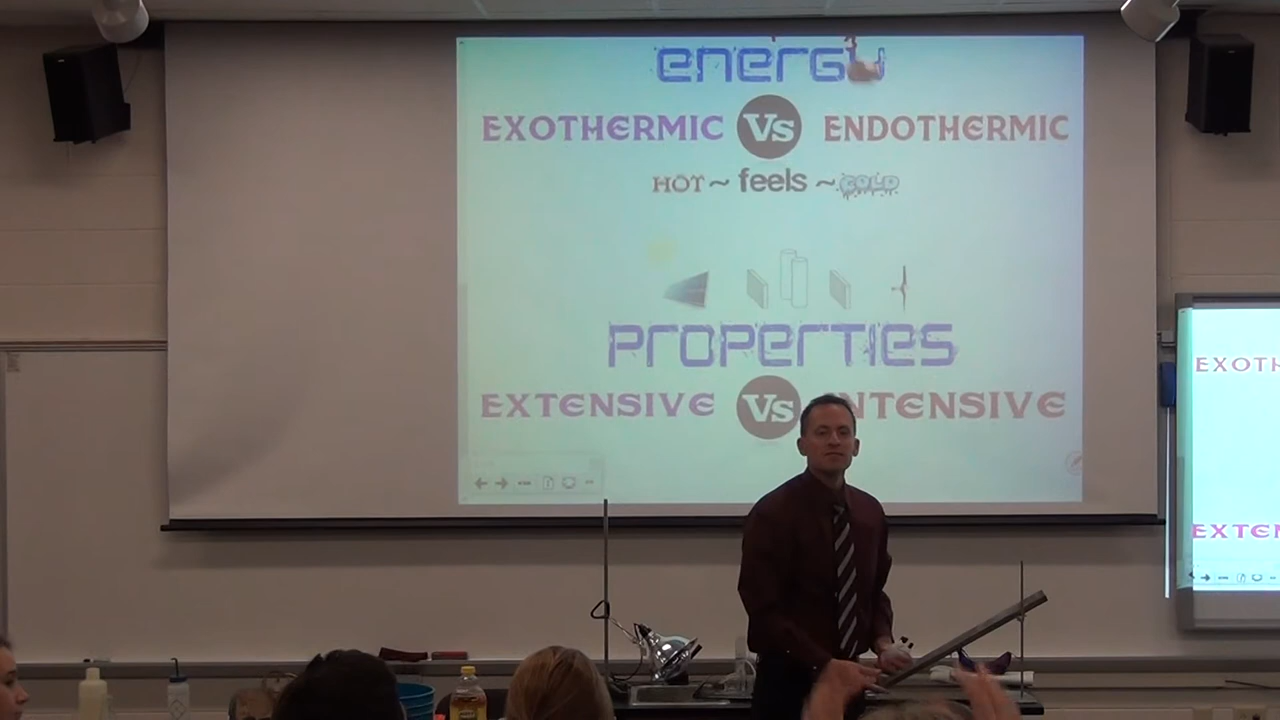 ENERGY
EXOTHERMIC Vs ENDOTHERMIC
HOT ~ feels ~ COLD
PROPERTIES
EXTENSIVE Vs INTENSIVE
EXOTH
EXTEN